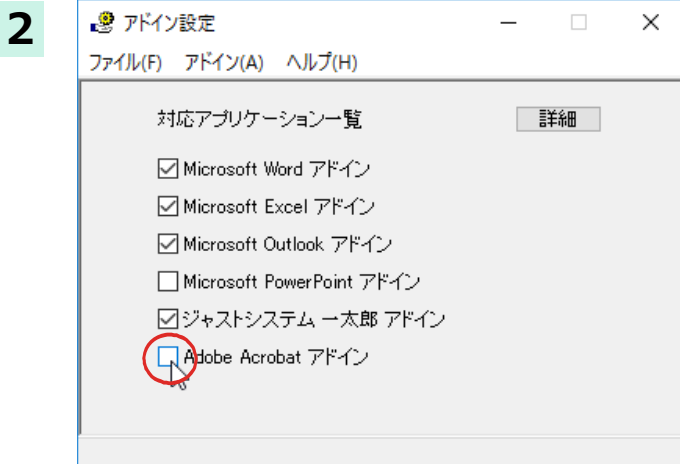 2
アドイン設定
ファイル(F) アドイン(A) ヘルプ(H)
対応アプリケーション一覧 詳細
Microsoft Word アドイン
Microsoft Excel アドイン
Microsoft Outlook アドイン
Microsoft PowerPoint アドイン
ジャストシステム 一太郎 アドイン
Adobe Acrobat アドイン